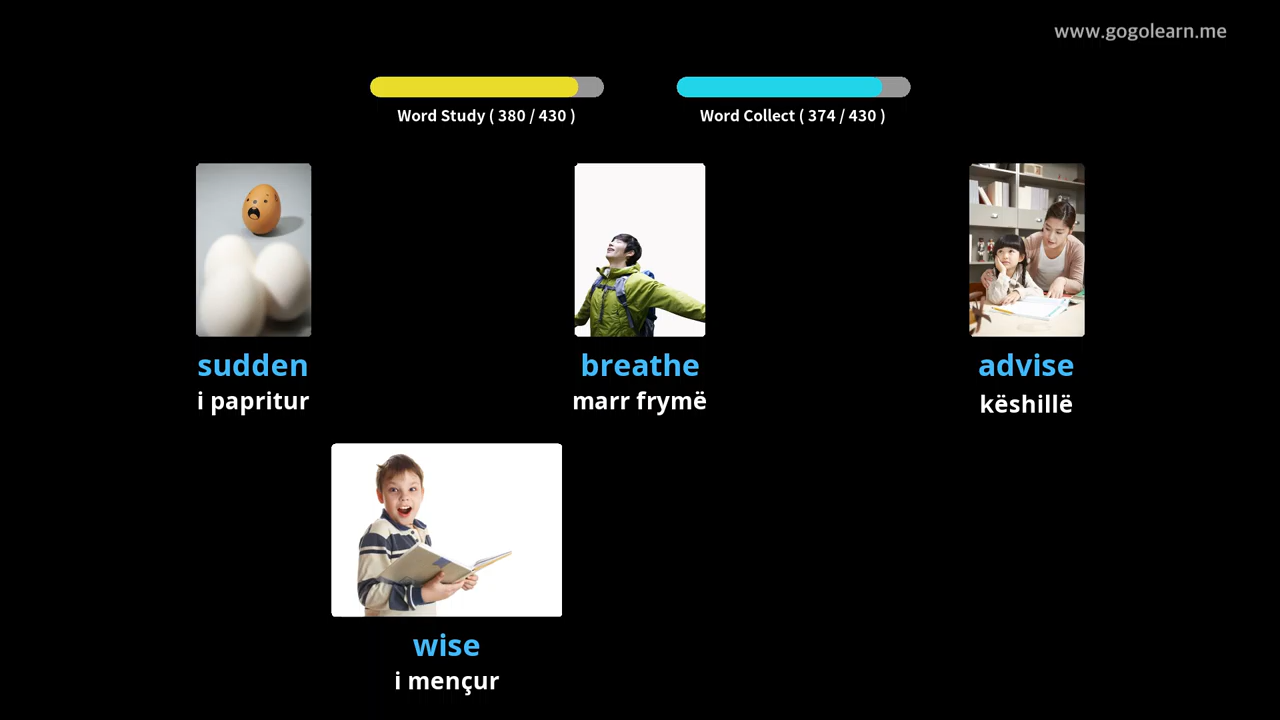 www.gogolearn.me
Word Study ( 380 / 430 )
Word Collect ( 374 / 430 )
sudden
i papritur
breathe
marr frymë
advise
këshillë
wise
i mençur